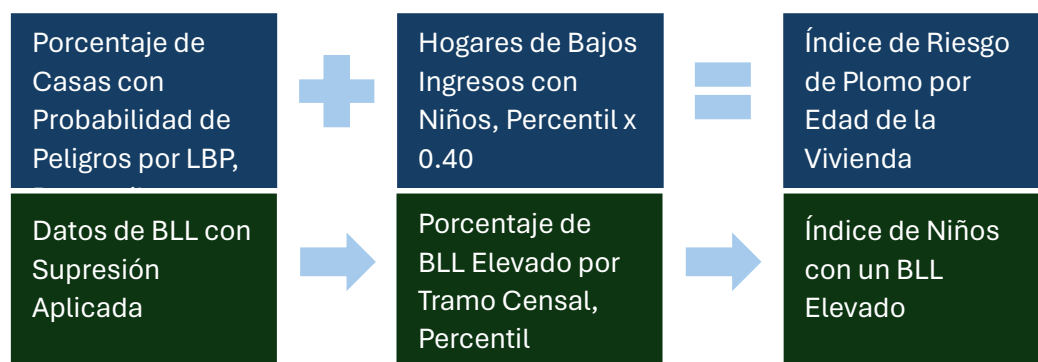 Porcentaje de
Casas con
Probabilidad de
Peligros por LBP,
Hogares de Bajos
Ingresos con
Niños, Percentil x
0.40
Índice de Riesgo
de Plomo por
Edad de la
Vivienda
Datos de BLL con
Supresión
Aplicada
Porcentaje de
BLL Elevado por
Tramo Censal,
Percentil
Índice de Niños
con un BLL
Elevado